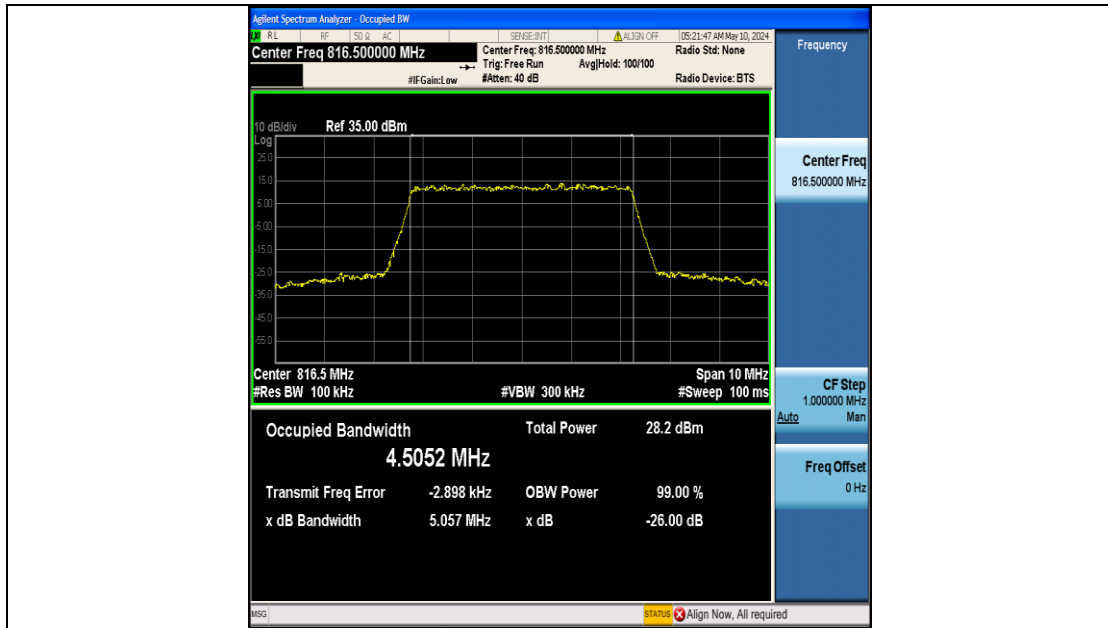 Agilent Spectrum Analyzer - Occupied BW
RL RF 50 Ω AC SENSE:INT ALIGN OFF 05:21:47 AM May 10, 2024
Center Freq 816.500000 MHz
Center Freq: 816.500000 MHz
Radio Std: None
Trig: Free Run Avg|Hold: 100/100
#IFGain:Low
#Atten: 40 dB
Radio Device: BTS
Frequency
10 dB/div Ref 35.00 dBm
Log
25.0
15.0
5.00
-5.00
-15.0
-25.0
-35.0
-45.0
-55.0
Center 816.5 MHz
Span 10 MHz
#Res BW 100 kHz
#VBW 300 kHz
#Sweep 100 ms
Occupied Bandwidth
Total Power 28.2 dBm
4.5052 MHz
Transmit Freq Error -2.898 kHz OBW Power 99.00 %
x dB Bandwidth 5.057 MHz x dB -26.00 dB
Center Freq
816.500000 MHz
CF Step
1.000000 MHz
Auto Man
Freq Offset
0 Hz
MSG
STATUS Align Now, All required